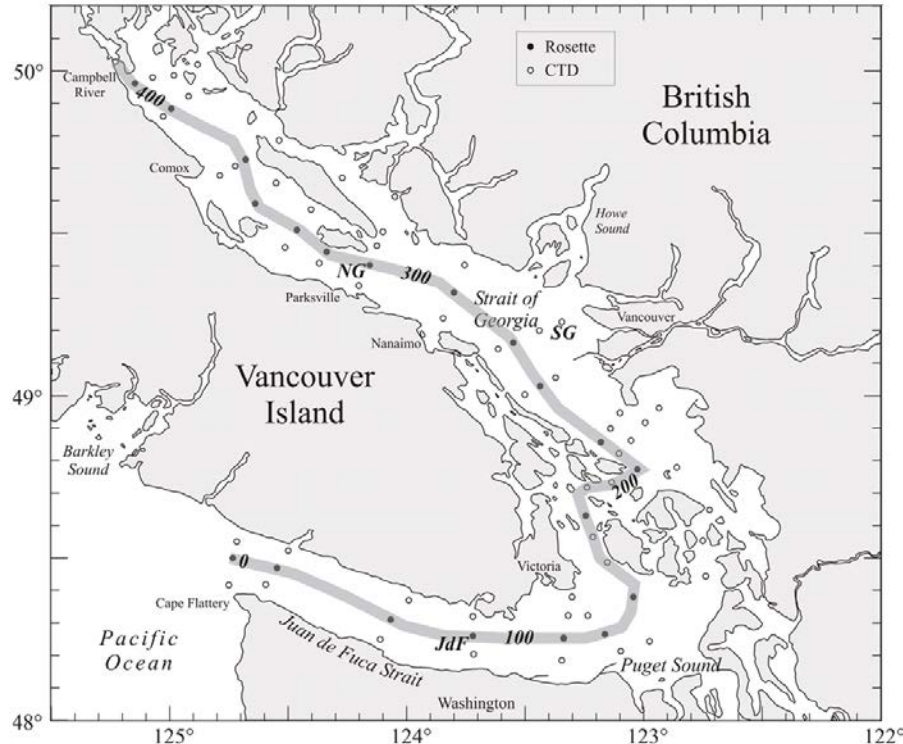 Rosette
CTD
50°
Campbell
River
400
British
Columbia
Comox
Howe
Sound
NG
300
Strait of
Georgia
SG
Vancouver
Parksville
Nanaimo
49°
Vancouver
Island
Barkley
Sound
200
0
Victoria
Cape Flattery
Pacific
Ocean
Juan de Fuca Strait
JdF
100
Puget Sound
Washington
48°
125°
124°
123°
122°